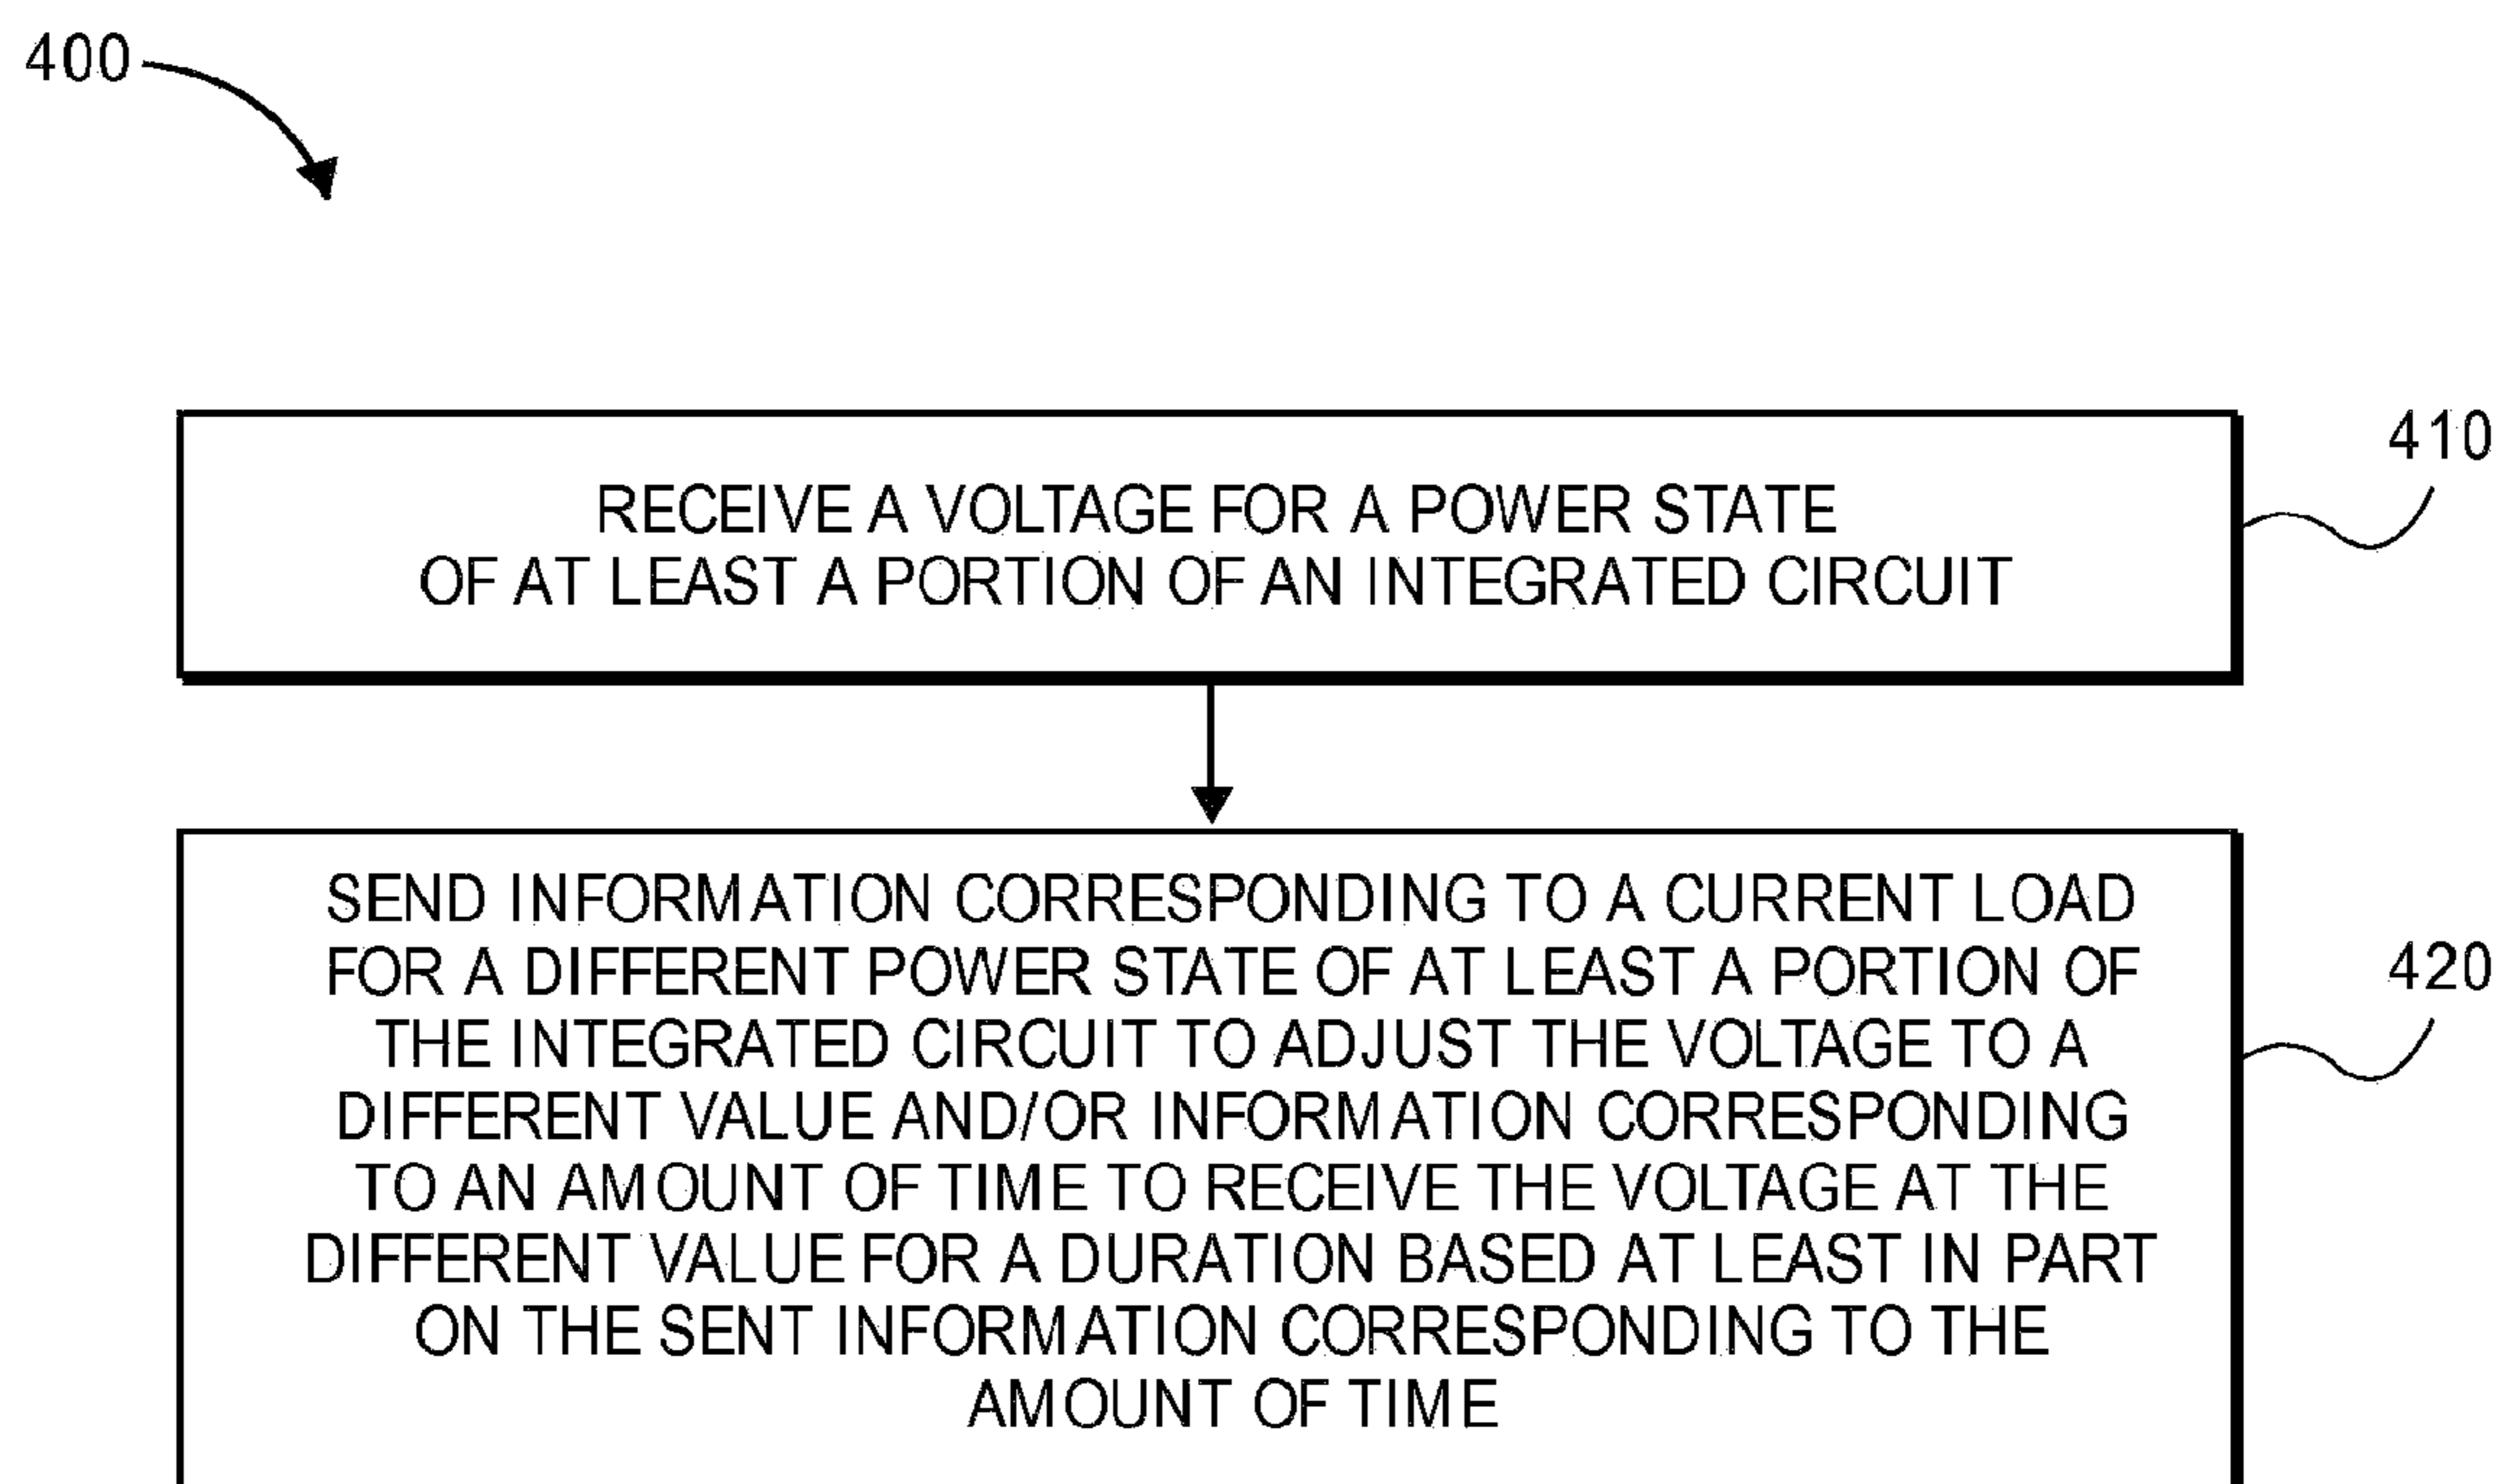 400
410
RECEIVE A VOLTAGE FOR A POWER STATE
OF AT LEAST A PORTION OF AN INTEGRATED CIRCUIT
SEND INFORMATION CORRESPONDING TO A CURRENT LOAD
FOR A DIFFERENT POWER STATE OF AT LEAST A PORTION OF
420
THE INTEGRATED CIRCUIT TO ADJUST THE VOLTAGE TO A
DIFFERENT VALUE AND/OR INFORMATION CORRESPONDING
TO AN AMOUNT OF TIME TO RECEIVE THE VOLTAGE AT THE
DIFFERENT VALUE FOR A DURATION BASED AT LEAST IN PART
ON THE SENT INFORMATION CORRESPONDING TO THE
AMOUNT OF TIME